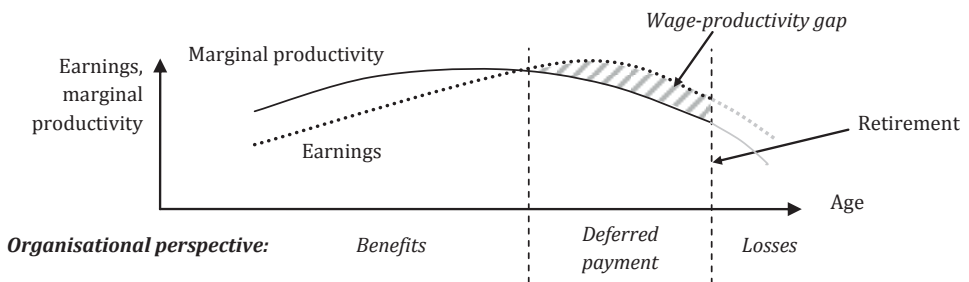 Wage-productivity gap
Marginal productivity
Earnings,
marginal
productivity
Earnings
Retirement
Age
Organisational perspective:
Benefits
Deferred
payment
Losses